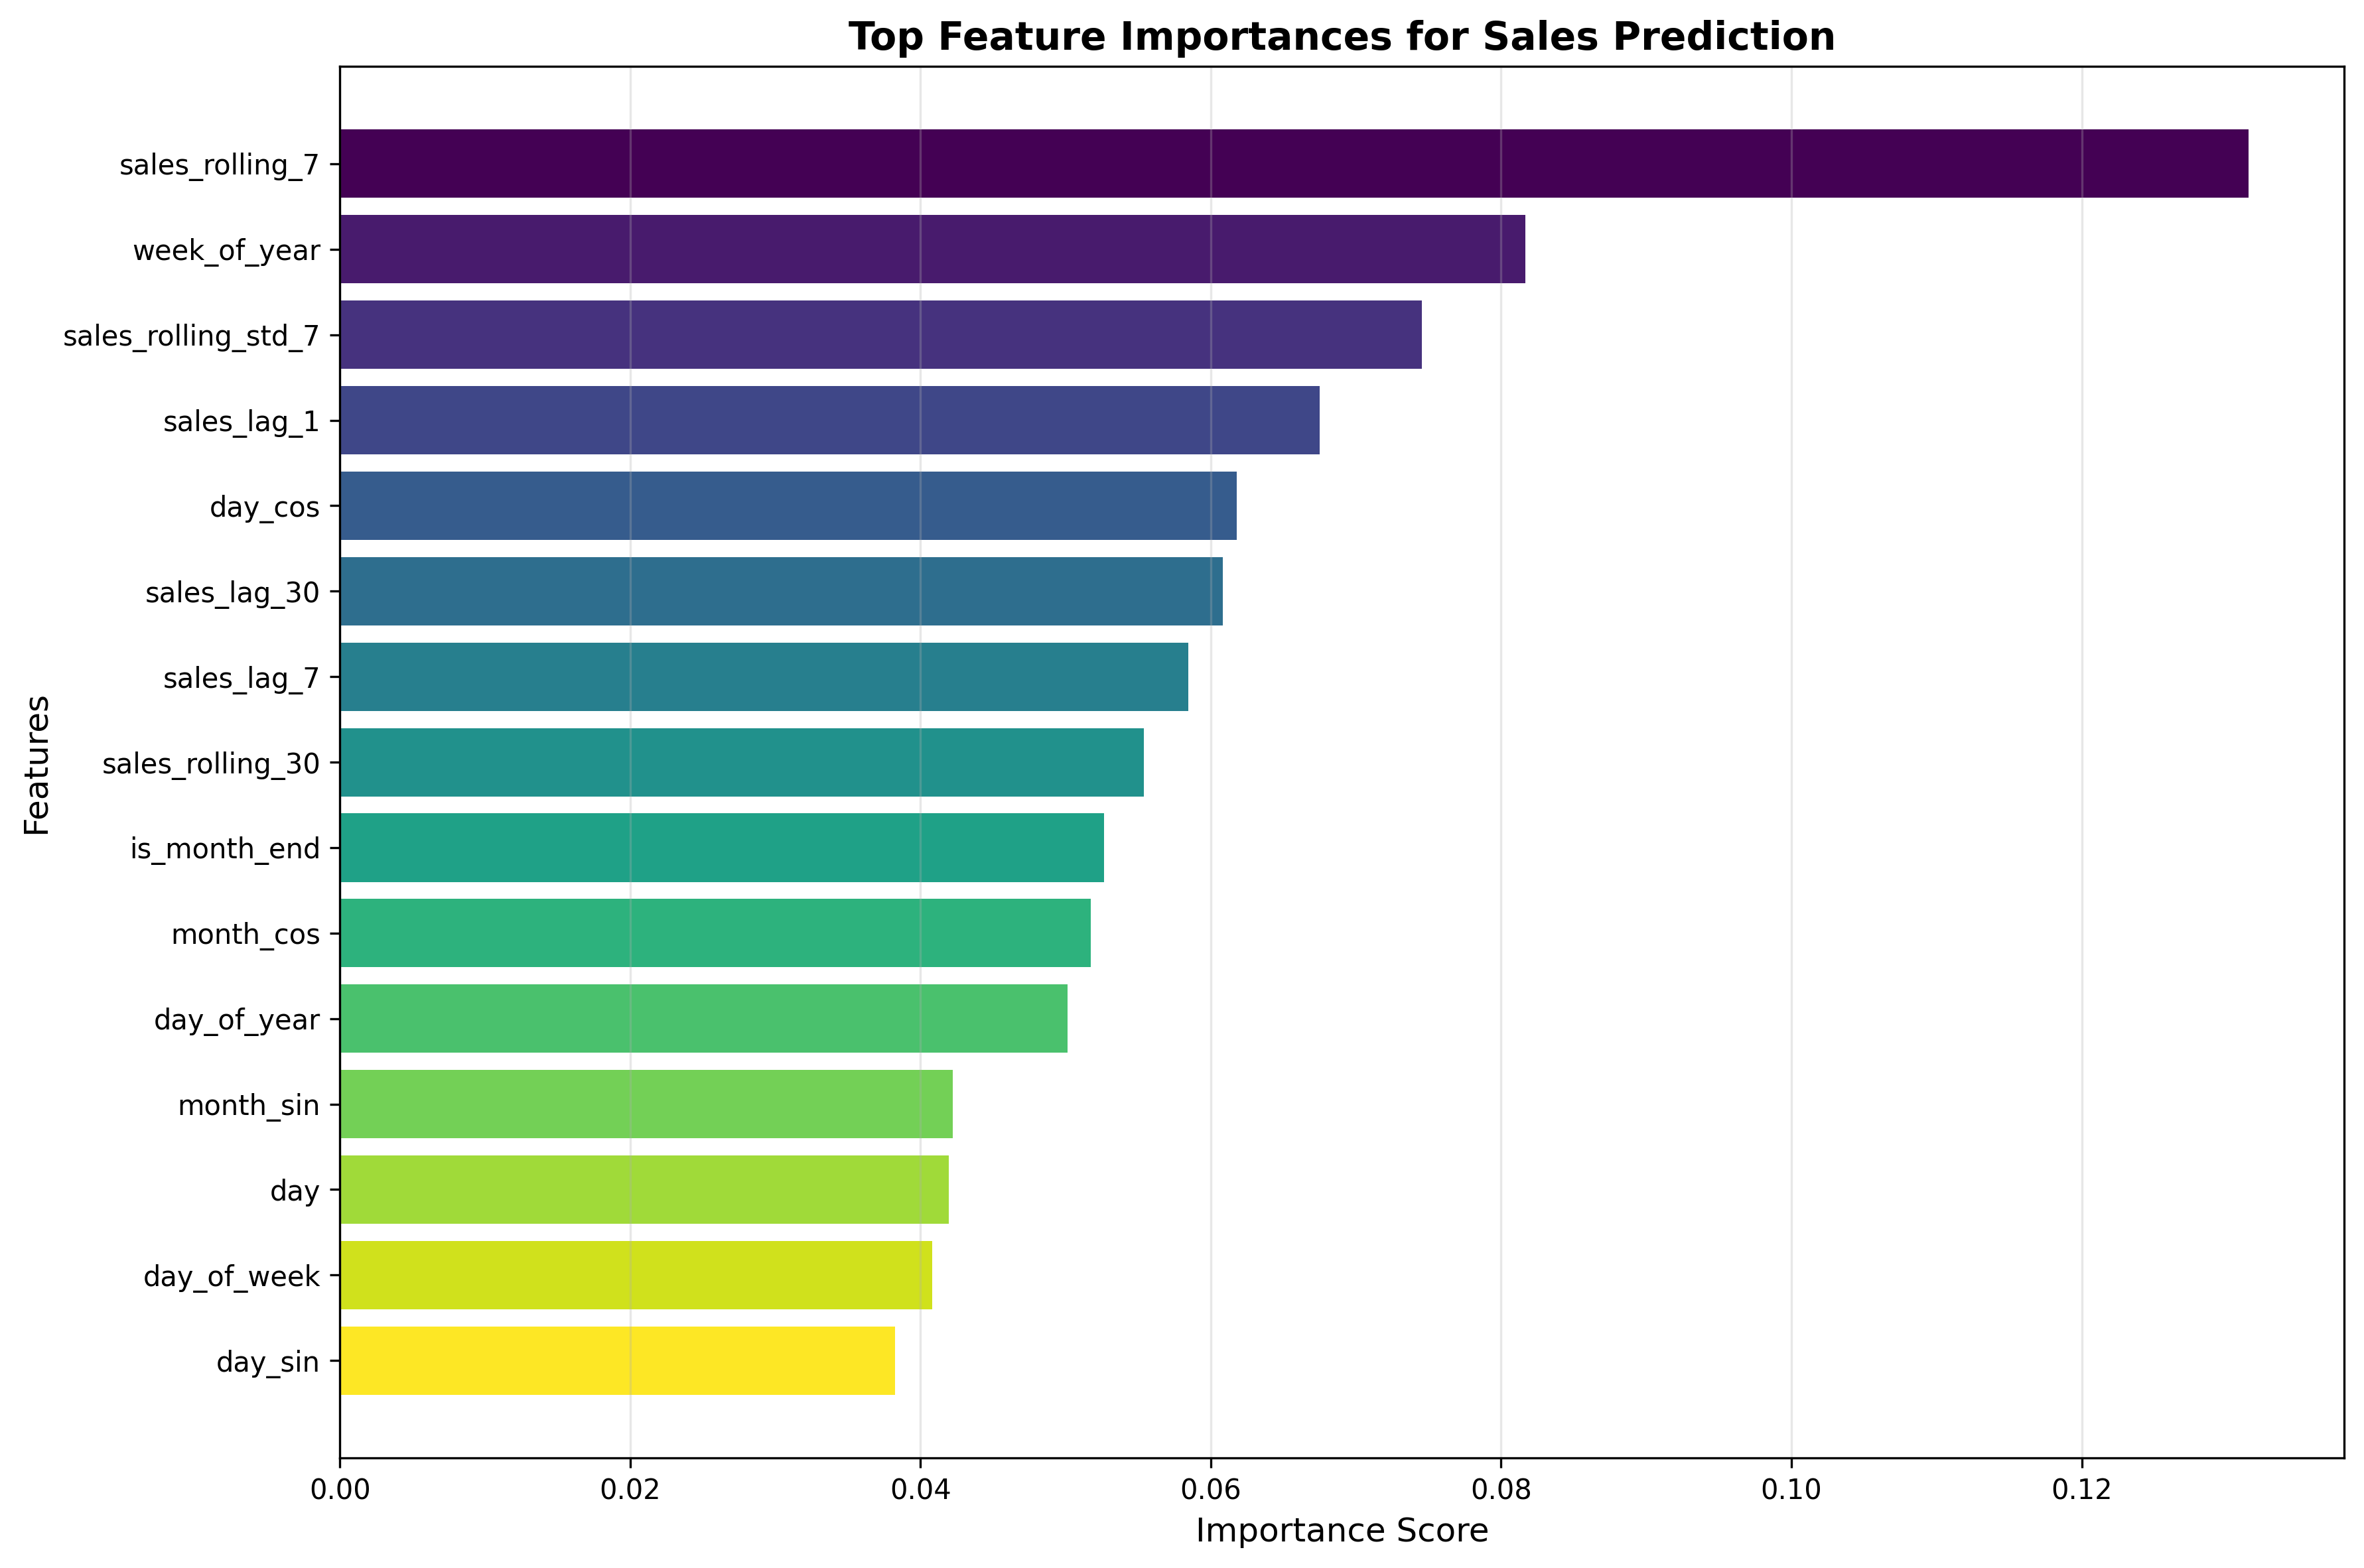 Top Feature Importances for Sales Prediction
Features
sales_rolling_7
week_of_year
sales_rolling_std_7
sales_lag_1
day_cos
sales_lag_30
sales_lag_7
sales_rolling_30
is_month_end
month_cos
day_of_year
month_sin
day
day_of_week
day_sin
0.00 0.02 0.04 0.06 0.08 0.10 0.12
Importance Score